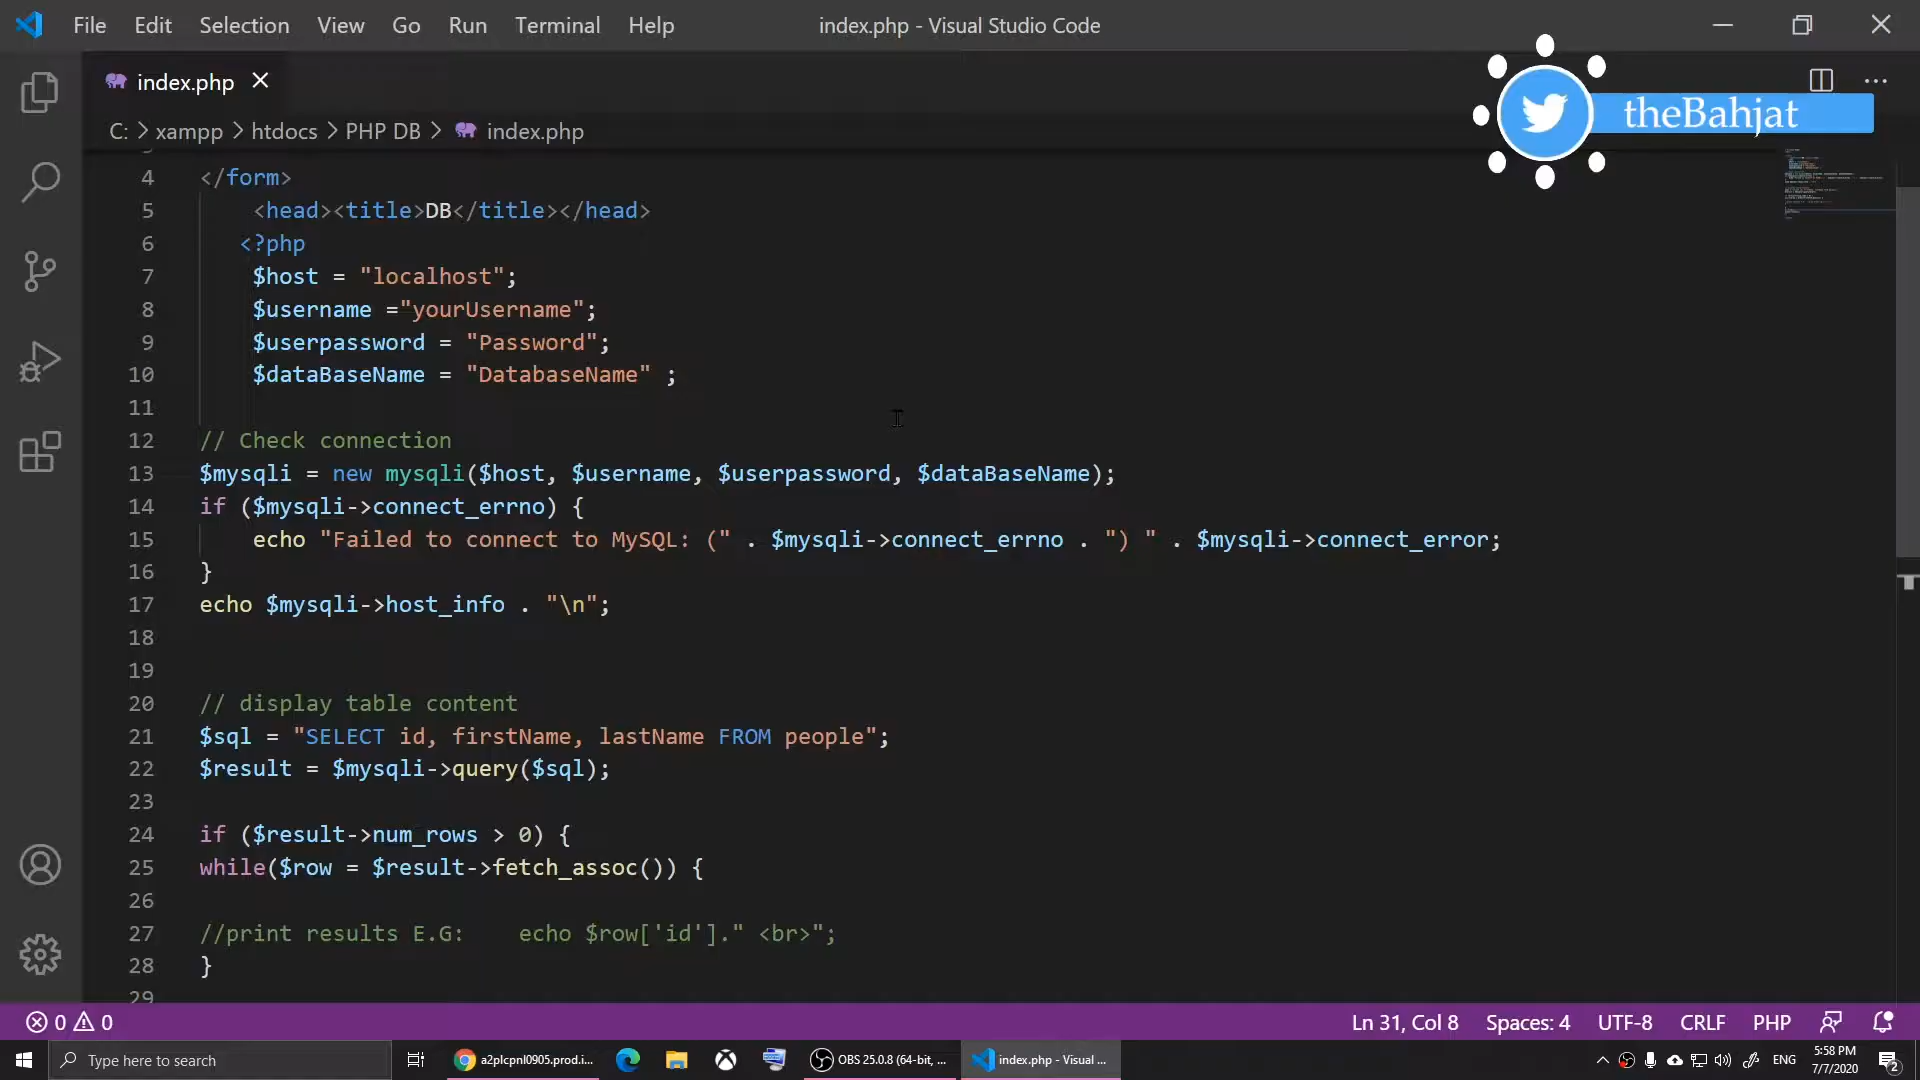 File Edit Selection View Go Run Terminal Help index.php - Visual Studio Code
index.php
theBahjat
C: > xampp > htdocs > PHP DB > index.php
4 </form>
5 <head><title>DB</title></head>
6 <?php
7 $host = "localhost";
8 $username ="yourUsername";
9 $userpassword = "Password";
10 $dataBaseName = "DatabaseName" ;
11
12 // Check connection
13 $mysqli = new mysqli($host, $username, $userpassword, $dataBaseName);
14 if ($mysqli->connect_errno) {
15 echo "Failed to connect to MySQL: (" . $mysqli->connect_errno . ") " . $mysqli->connect_error;
16 }
17 echo $mysqli->host_info . "\n";
18
19
20 // display table content
21 $sql = "SELECT id, firstName, lastName FROM people";
22 $result = $mysqli->query($sql);
23
24 if ($result->num_rows > 0) {
25 while($row = $result->fetch_assoc()) {
26
27 //print results E.G: echo $row['id']." <br>";
28 }
29
0 0 Ln 31, Col 8 Spaces: 4 UTF-8 CRLF PHP
Type here to search a2plcpnl0905.prod.i... OBS 25.0.8 (64-bit, ... index.php - Visual ... ENG 5:58 PM
7/7/2020 2